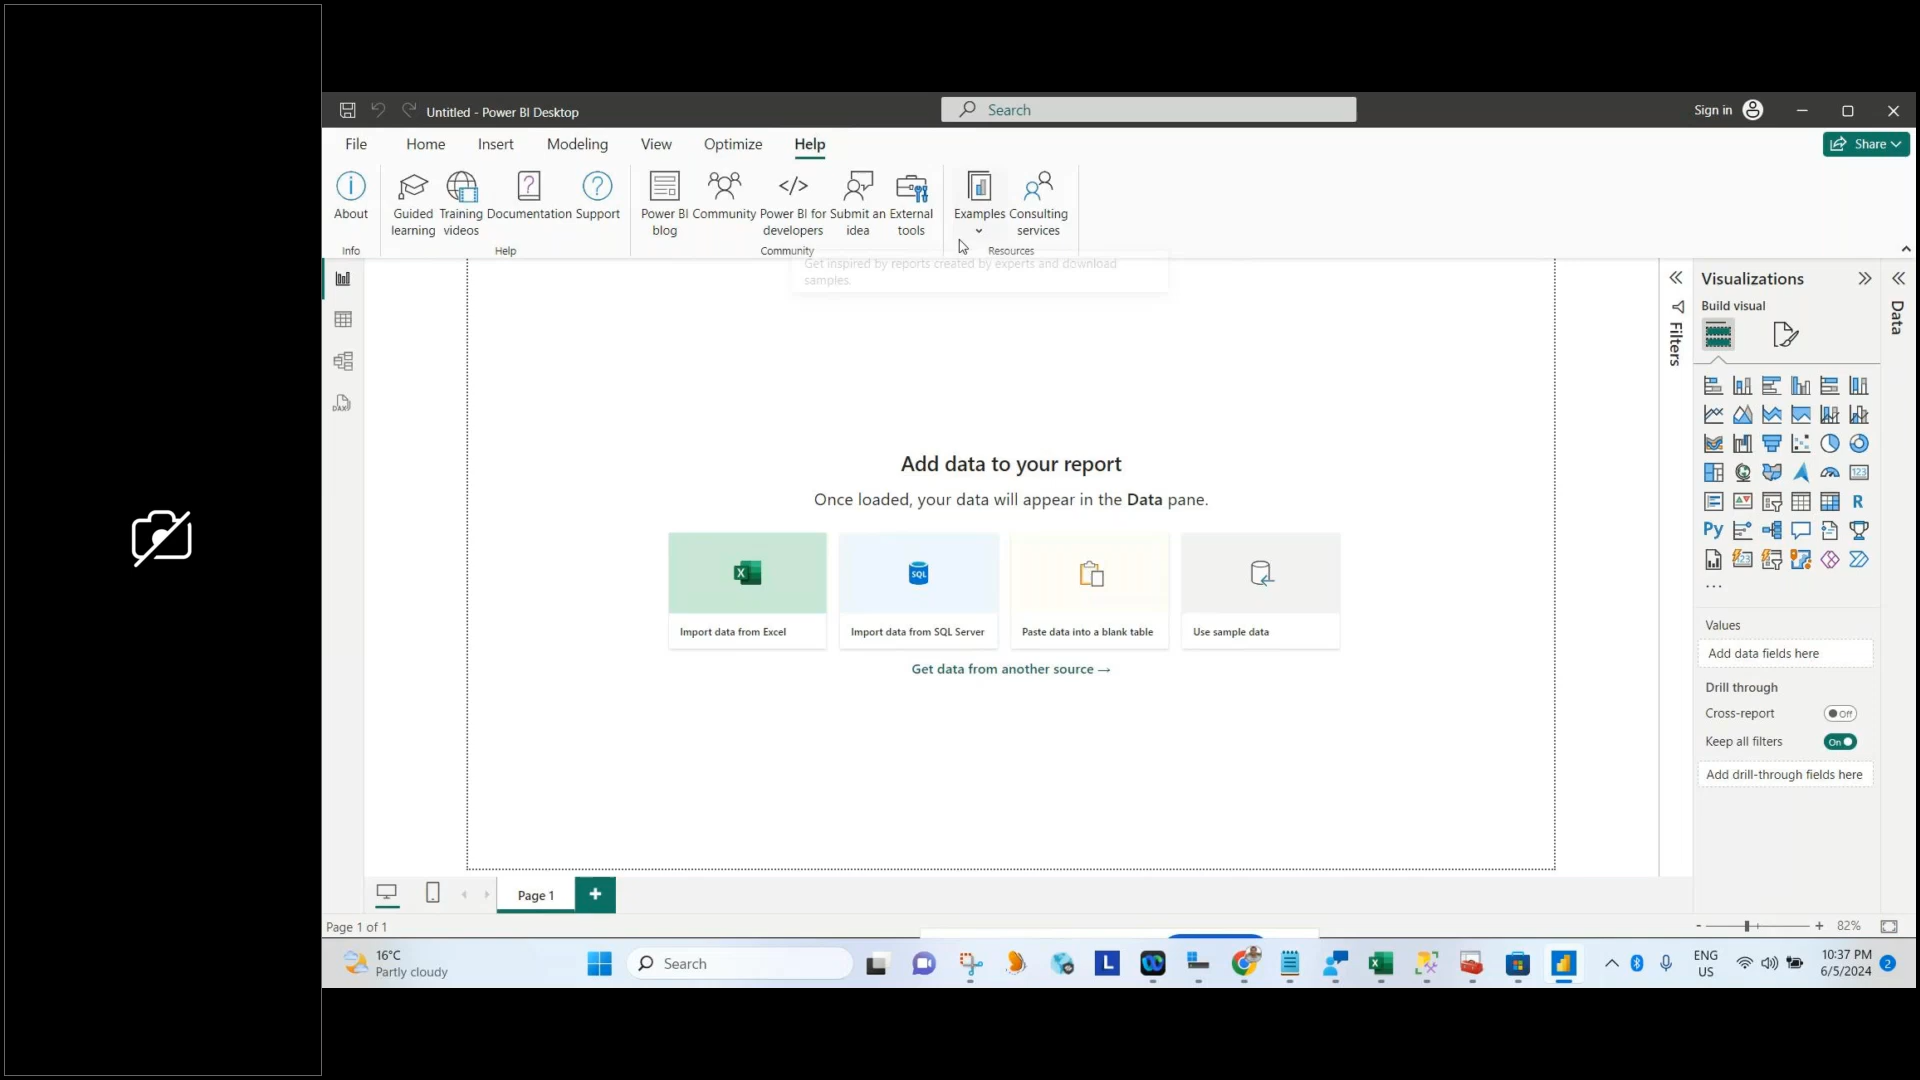 Untitled - Power BI Desktop
Search
Sign in
File
Home
Insert
Modeling
View
Optimize
Help
Share
About
Guided learning
Training videos
Documentation
Support
Power BI blog
Community
Power BI for developers
Submit an idea
External tools
Examples
Consulting services
Info
Help
Community
Resources
Get inspired by reports created by experts and download
samples.
Visualizations
Build visual
Filters
Data
DAX
Add data to your report
Once loaded, your data will appear in the Data pane.
SQL
Import data from Excel
Import data from SQL Server
Paste data into a blank table
Use sample data
Get data from another source →
123
R
Py
123
...
Values
Add data fields here
Drill through
Cross-report
Off
Keep all filters
On
Add drill-through fields here
Page 1
+
Page 1 of 1
- + 82%
16°C
Partly cloudy
Search
L
ENG
US
10:37 PM
6/5/2024
2